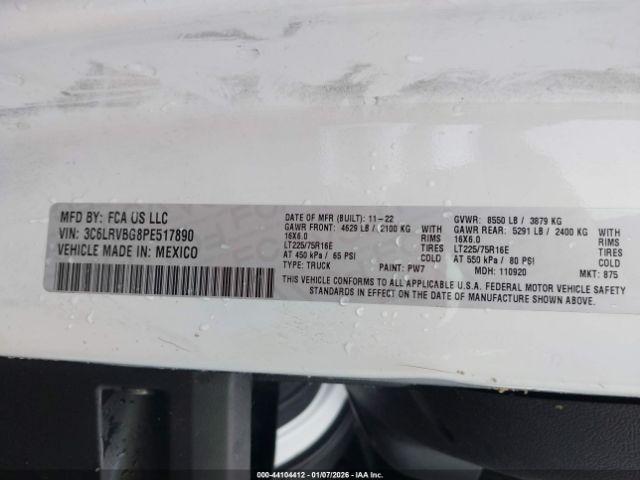 MFD BY: FCA US LLC
VIN: 3C6LRVBG8PE517890
VEHICLE MADE IN: MEXICO
DATE OF MFR (BUILT): 11-22
GAWR FRONT: 4629 LB / 2100 KG
16X6.0 TIRES
LT225/75R16E COLD
AT 450 kPa / 65 PSI
TYPE: TRUCK PAINT: PW7
GVWR: 8550 LB / 3879 KG
GAWR REAR: 5291 LB / 2400 KG
16X6.0 TIRES
LT225/75R16E COLD
AT 550 kPa / 80 PSI
MDH: 110920 MKT: 875
THIS VEHICLE CONFORMS TO ALL APPLICABLE U.S.A. FEDERAL MOTOR VEHICLE SAFETY
STANDARDS IN EFFECT ON THE DATE OF MANUFACTURE SHOWN ABOVE.
000-44104412 | 01/07/2026 | IAA Inc.